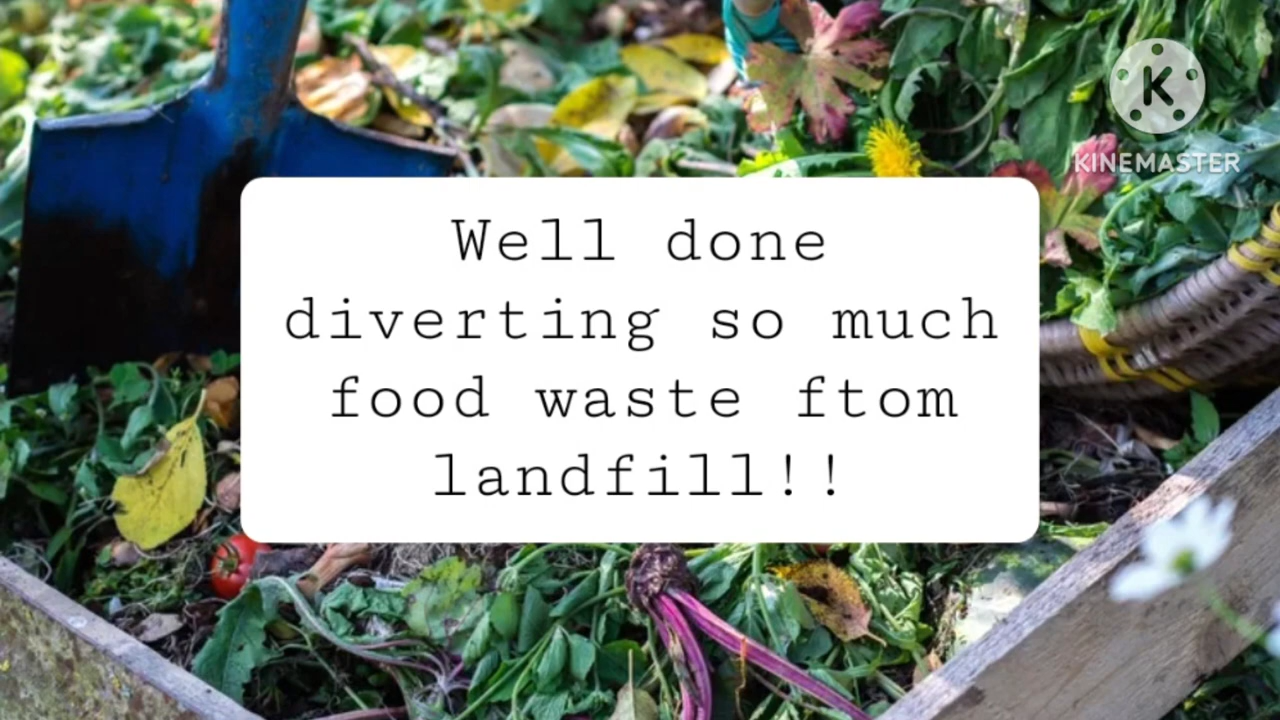 K
KINEMASTER
Well done
diverting so much
food waste ftom
landfill!!